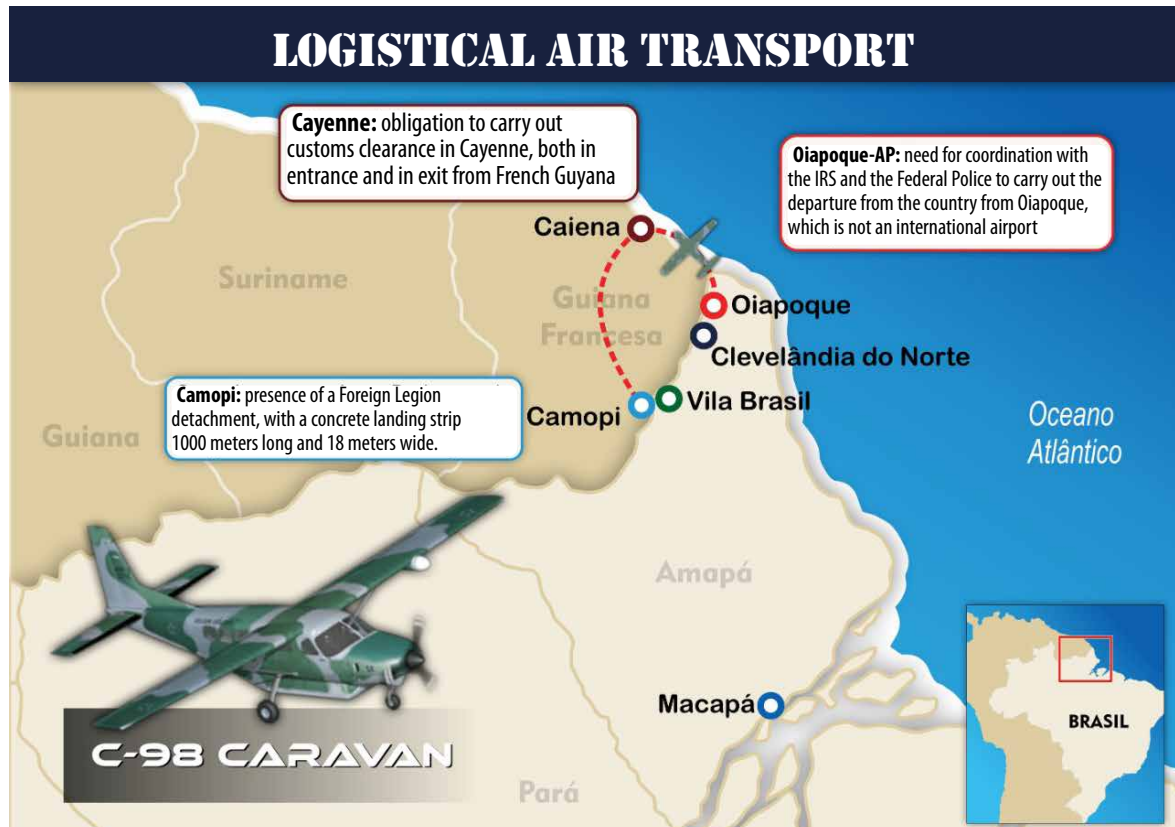 LOGISTICAL AIR TRANSPORT
Cayenne: obligation to carry out
customs clearance in Cayenne, both in
entrance and in exit from French Guyana
Oiapoque-AP: need for coordination with
the IRS and the Federal Police to carry out the
departure from the country from Oiapoque,
which is not an international airport
Caiena
Suriname
Guiana
Francesa
Oiapoque
Clevelândia do Norte
Camopi: presence of a Foreign Legion
detachment, with a concrete landing strip
1000 meters long and 18 meters wide.
Guiana
Camopi
Vila Brasil
Oceano
Atlântico
Amapá
Macapá
BRASIL
C-98 CARAVAN
Pará